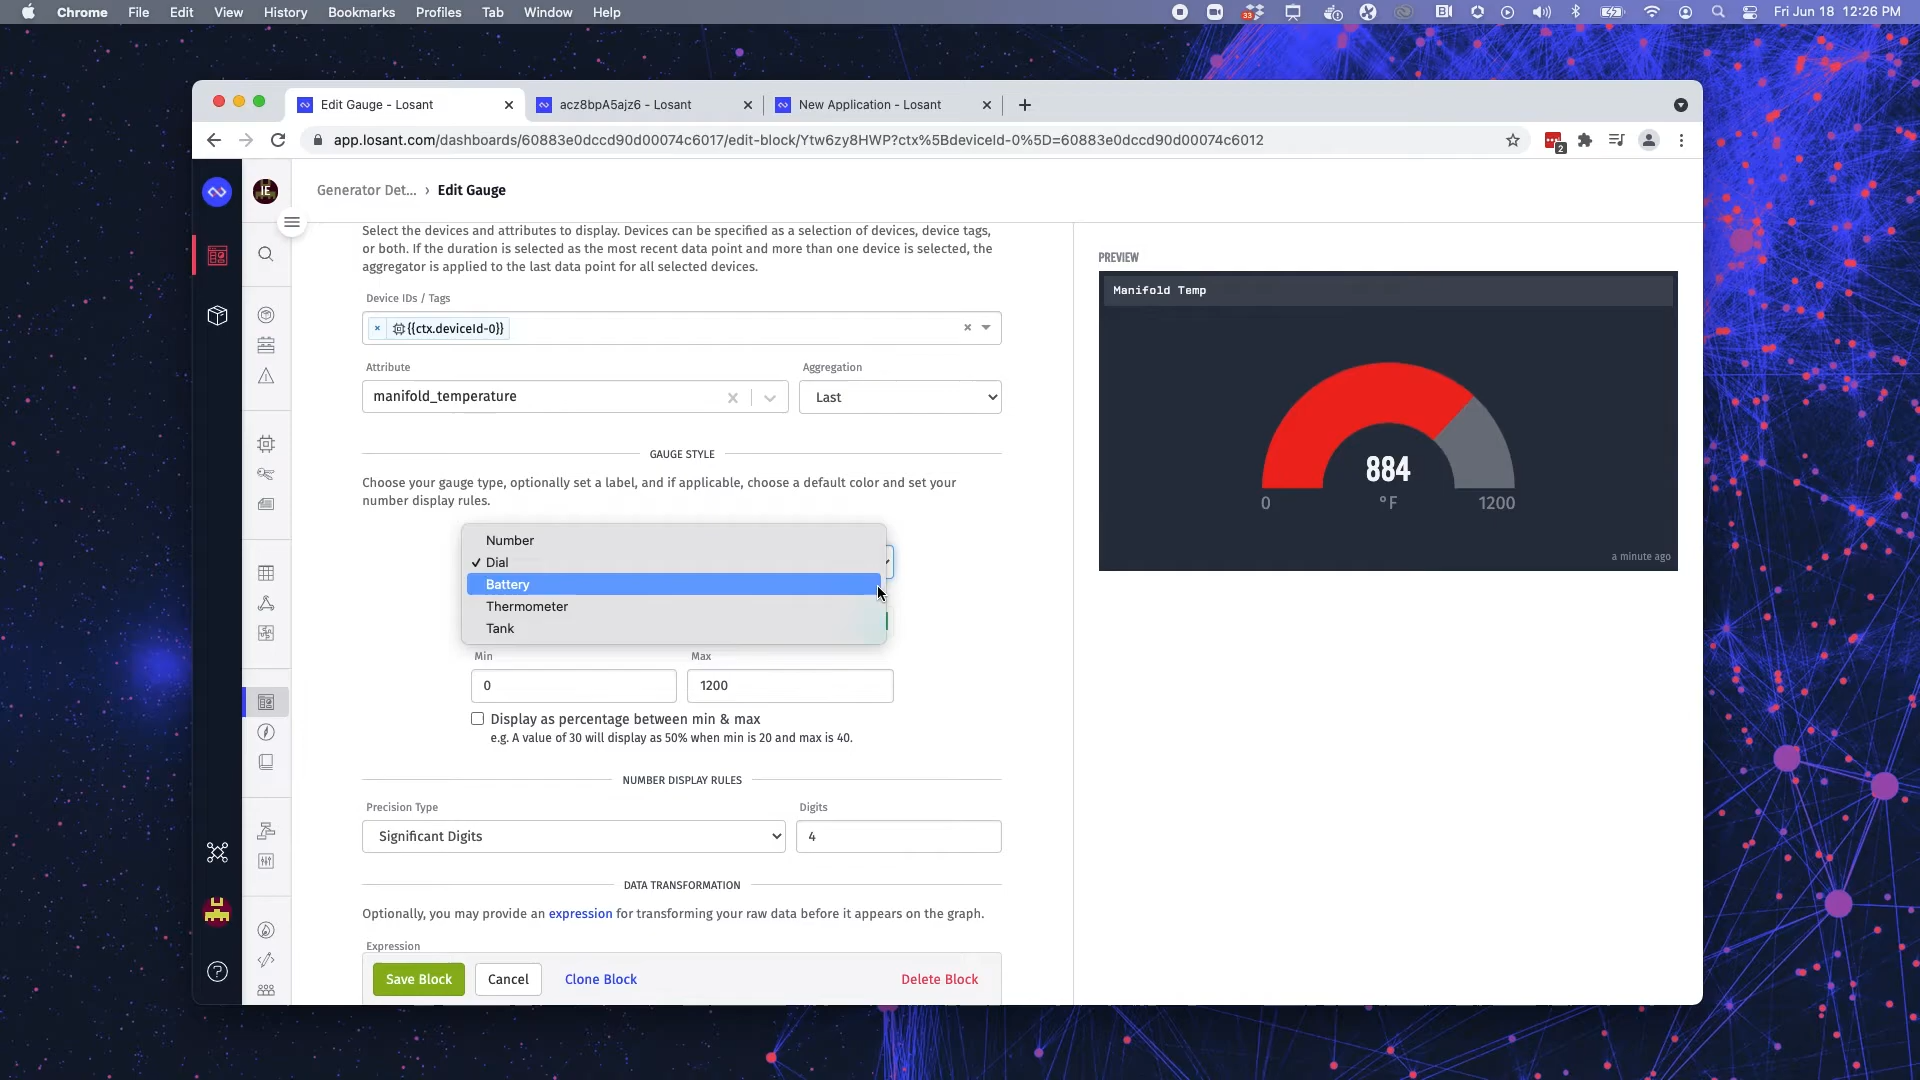 Chrome File Edit View History Bookmarks Profiles Tab Window Help
33
Fri Jun 18 12:26 PM
Edit Gauge - Losant
acz8bpA5ajz6 - Losant
New Application - Losant
app.losant.com/dashboards/60883e0dccd90d00074c6017/edit-block/Ytw6zy8HWP?ctx%5BdeviceId-0%5D=60883e0dccd90d00074c6012
2
IE
Generator Det... › Edit Gauge
Select the devices and attributes to display. Devices can be specified as a selection of devices, device tags,
or both. If the duration is selected as the most recent data point and more than one device is selected, the
aggregator is applied to the last data point for all selected devices.
Device IDs / Tags
× {{ctx.deviceId-0}}
Attribute
Aggregation
manifold_temperature
Last
GAUGE STYLE
Choose your gauge type, optionally set a label, and if applicable, choose a default color and set your
number display rules.
Number
✓ Dial
Battery
Thermometer
Tank
Min
Max
0
1200
Display as percentage between min & max
e.g. A value of 30 will display as 50% when min is 20 and max is 40.
NUMBER DISPLAY RULES
Precision Type
Digits
Significant Digits
4
DATA TRANSFORMATION
Optionally, you may provide an expression for transforming your raw data before it appears on the graph.
Expression
Save Block
Cancel
Clone Block
Delete Block
PREVIEW
Manifold Temp
884
0
°F
1200
a minute ago